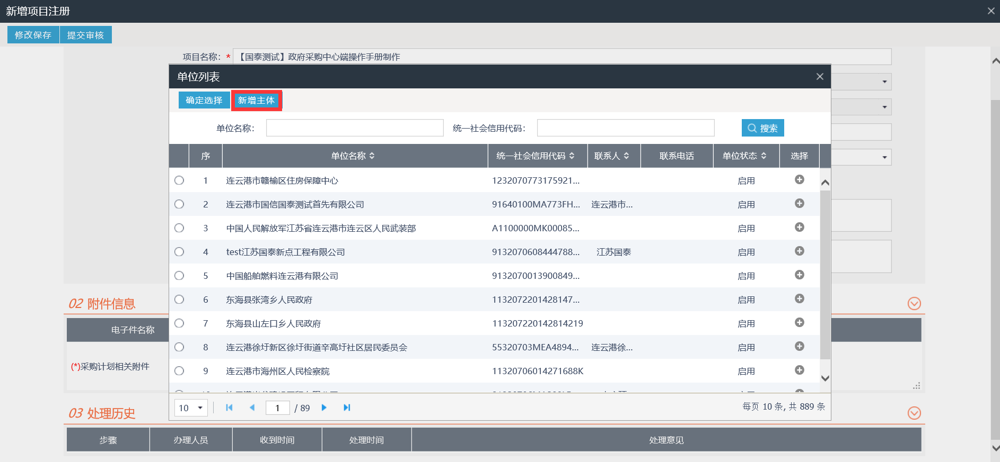 新增项目注册
修改保存 提交审核
项目名称：* 【国泰测试】政府采购中心端操作手册制作
单位列表
确定选择 新增主体
单位名称： 统一社会信用代码： 搜索
序 单位名称 统一社会信用代码 联系人 联系电话 单位状态 选择
1 连云港市赣榆区住房保障中心 1232070773175921... 启用
2 连云港市国信国泰测试首先有限公司 91640100MA773FH... 连云港市... 启用
3 中国人民解放军江苏省连云港市连云区人民武装部 A1100000MK00085... 启用
4 test江苏国泰新点工程有限公司 9132070608444788... 江苏国泰 启用
5 中国船舶燃料连云港有限公司 9132070013900849... 启用
6 东海县张湾乡人民政府 1132072201428147... 启用
7 东海县山左口乡人民政府 113207220142814219 启用
8 连云港徐圩新区徐圩街道辛高圩社区居民委员会 55320703MEA4894... 连云港徐... 启用
9 连云港市海州区人民检察院 11320706014271688K 启用
10 1 / 89 每页 10 条, 共 889 条
02 附件信息
电子件名称
(*)采购计划相关附件
03 处理历史
步骤 办理人员 收到时间 处理时间 处理意见